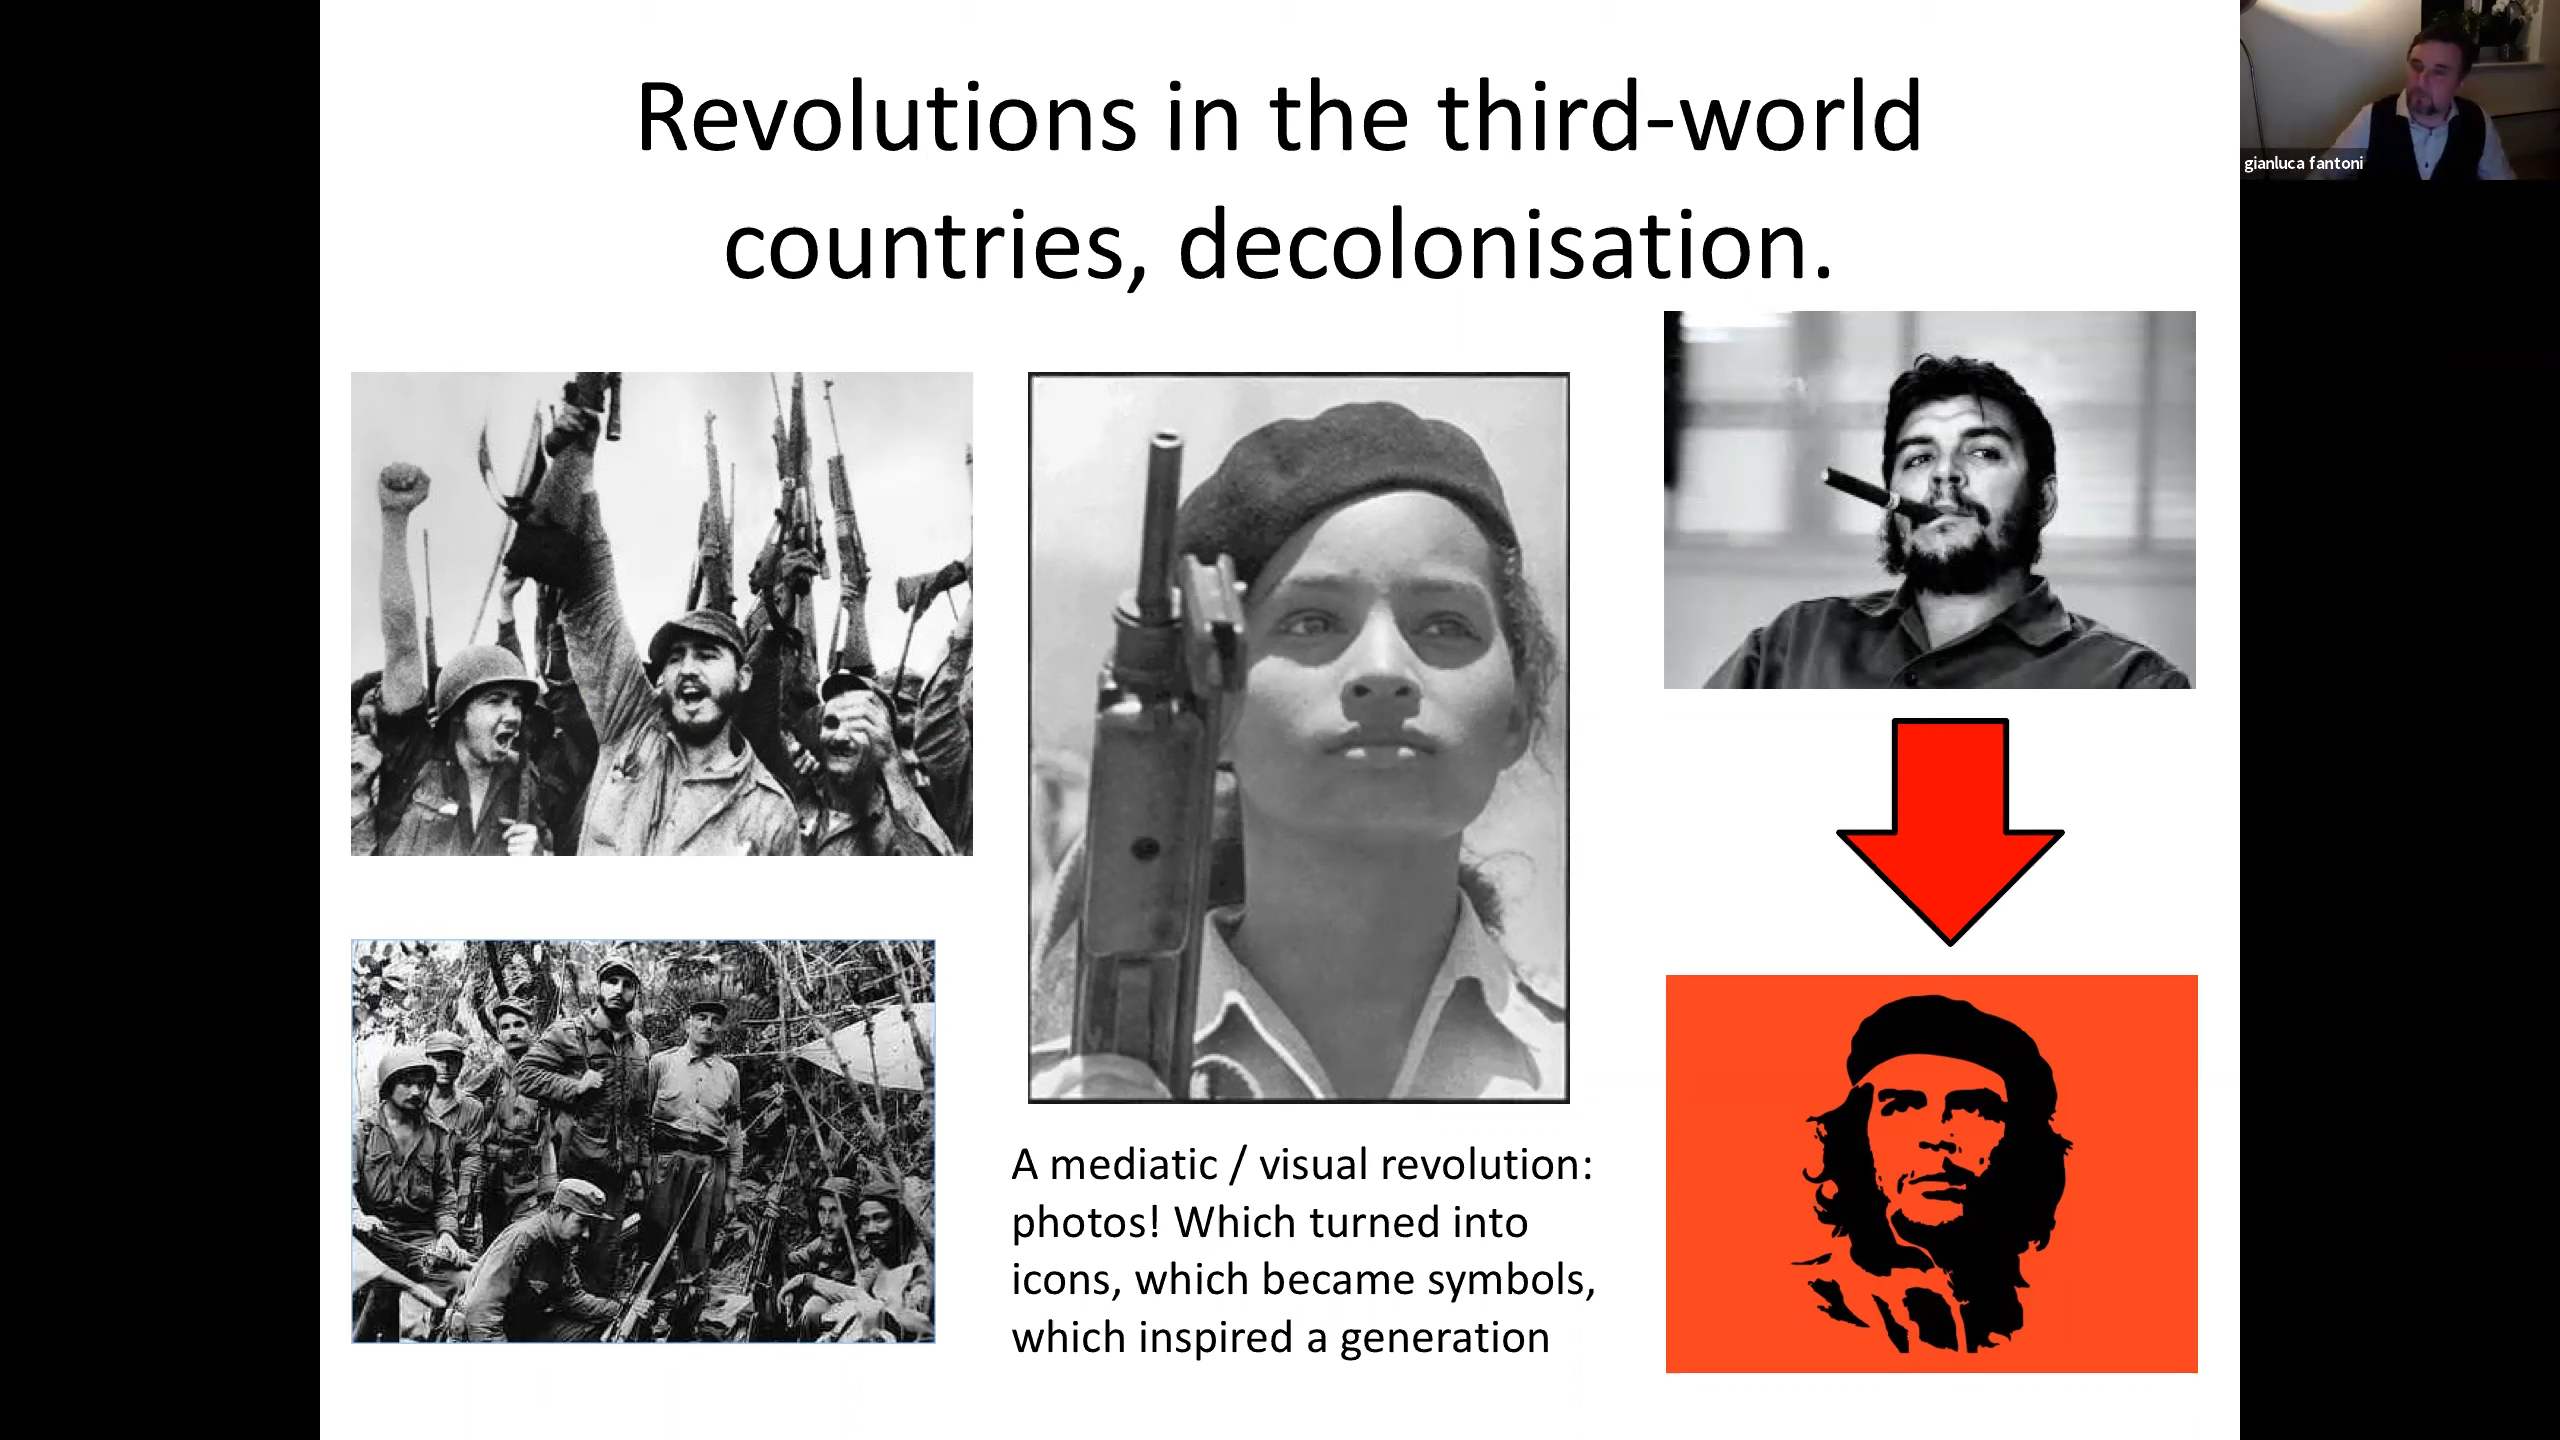 Revolutions in the third-world
countries, decolonisation.
gianluca fantoni
A mediatic / visual revolution:
photos! Which turned into
icons, which became symbols,
which inspired a generation